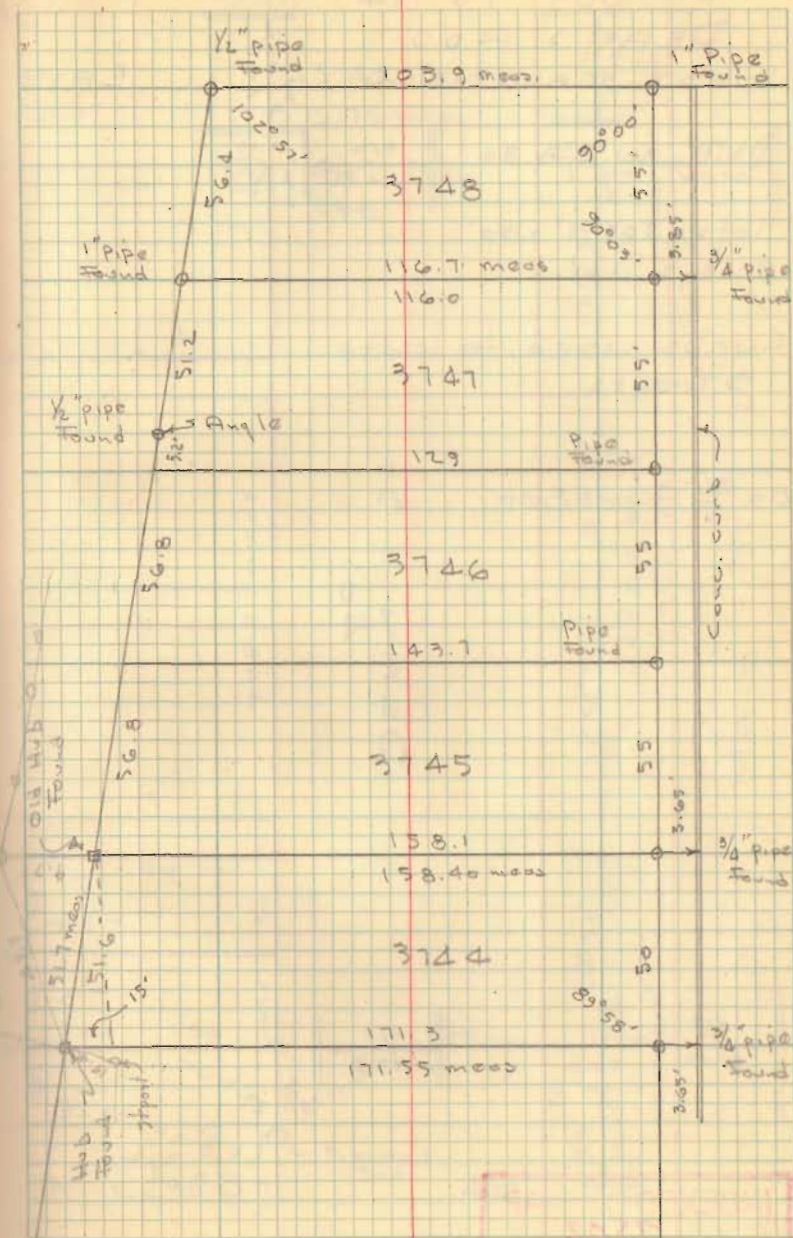 1/2" pipe
Found
103.9 meas.
1" Pipe
Found
102°57'
90°00'
56.4
3748
55'
90°03'
3.85'
1" pipe
Found
116.7 meas
3/4" pipe
Found
116.0
51.2
3747
55'
1/2" pipe
Found
Angle
5.2
Pipe
Found
129
Conc. curb
56.8
3746
55
Pipe
Found
143.7
Old Hub
Found
56.8
3745
55
3.65'
158.1
3/4" pipe
Found
158.40 meas
51.7 meas
51.6
3744
50
15'
89°58'
171.3
3/4" pipe
Found
171.55 meas
3.65'
Hub
Found